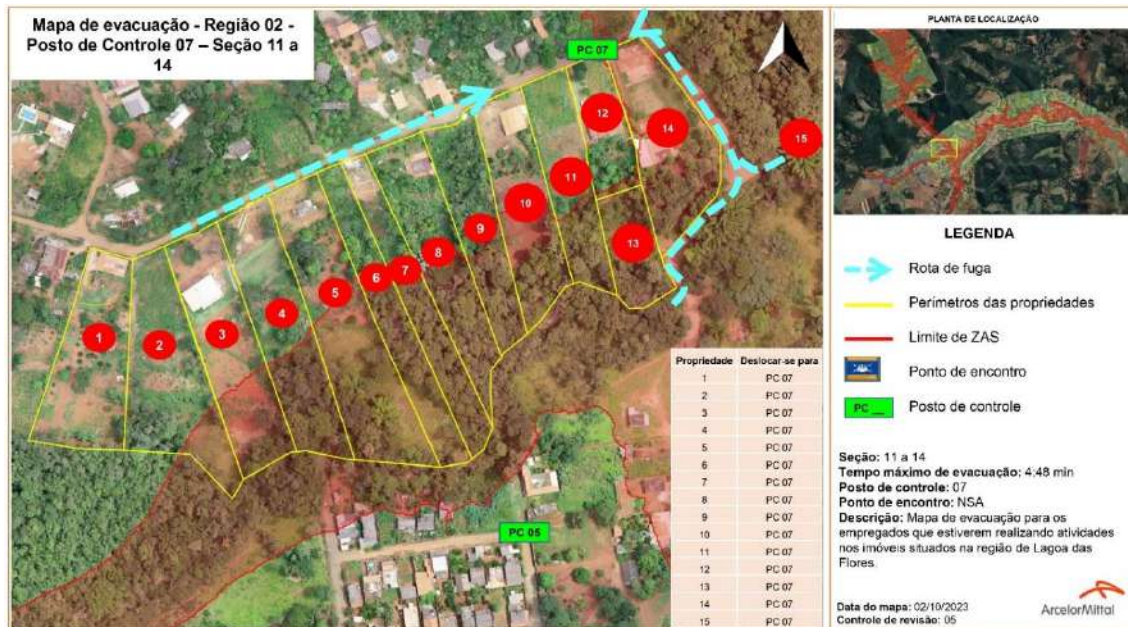 Mapa de evacuação - Região 02 -
Posto de Controle 07 – Seção 11 a
14
PC 07
12
14
15
11
10
13
9
8
7
6
5
4
3
2
1
PC 05
Propriedade Deslocar-se para
1 PC 07
2 PC 07
3 PC 07
4 PC 07
5 PC 07
6 PC 07
7 PC 07
8 PC 07
9 PC 07
10 PC 07
11 PC 07
12 PC 07
13 PC 07
14 PC 07
15 PC 07
PLANTA DE LOCALIZAÇÃO
LEGENDA
Rota de fuga
Perímetros das propriedades
Limite de ZAS
Ponto de encontro
PC __ Posto de controle
Seção: 11 a 14
Tempo máximo de evacuação: 4:48 min
Posto de controle: 07
Ponto de encontro: NSA
Descrição: Mapa de evacuação para os
empregados que estiverem realizando atividades
nos imóveis situados na região de Lagoa das
Flores.
Data do mapa: 02/10/2023
Controle de revisão: 05
ArcelorMittal